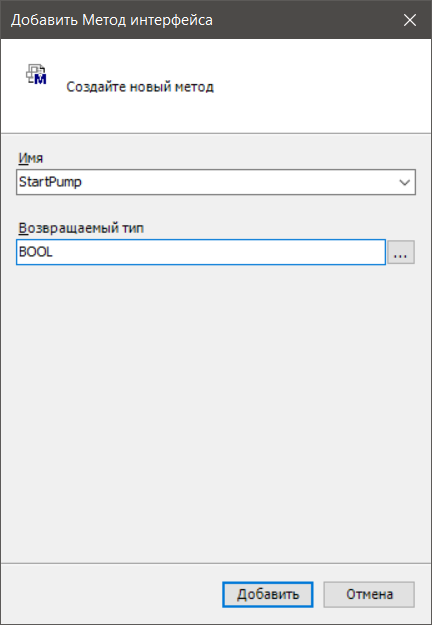 Добавить Метод интерфейса
M
Создайте новый метод
Имя
StartPump
Возвращаемый тип
BOOL
...
Добавить
Отмена